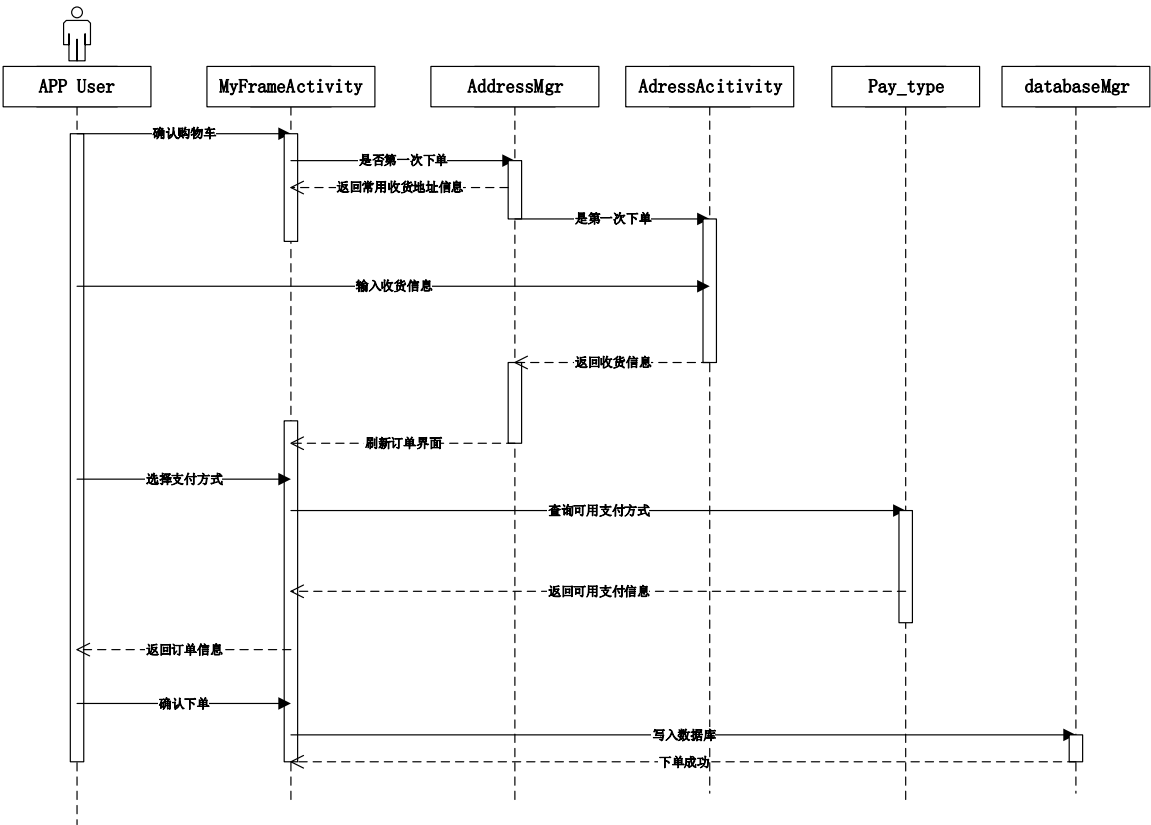 APP User
MyFrameActivity
AddressMgr
AdressAcitivity
Pay_type
databaseMgr
确认购物车
是否第一次下单
返回常用收货地址信息
是第一次下单
输入收货信息
返回收货信息
刷新订单界面
选择支付方式
查询可用支付方式
返回可用支付信息
返回订单信息
确认下单
写入数据库
下单成功